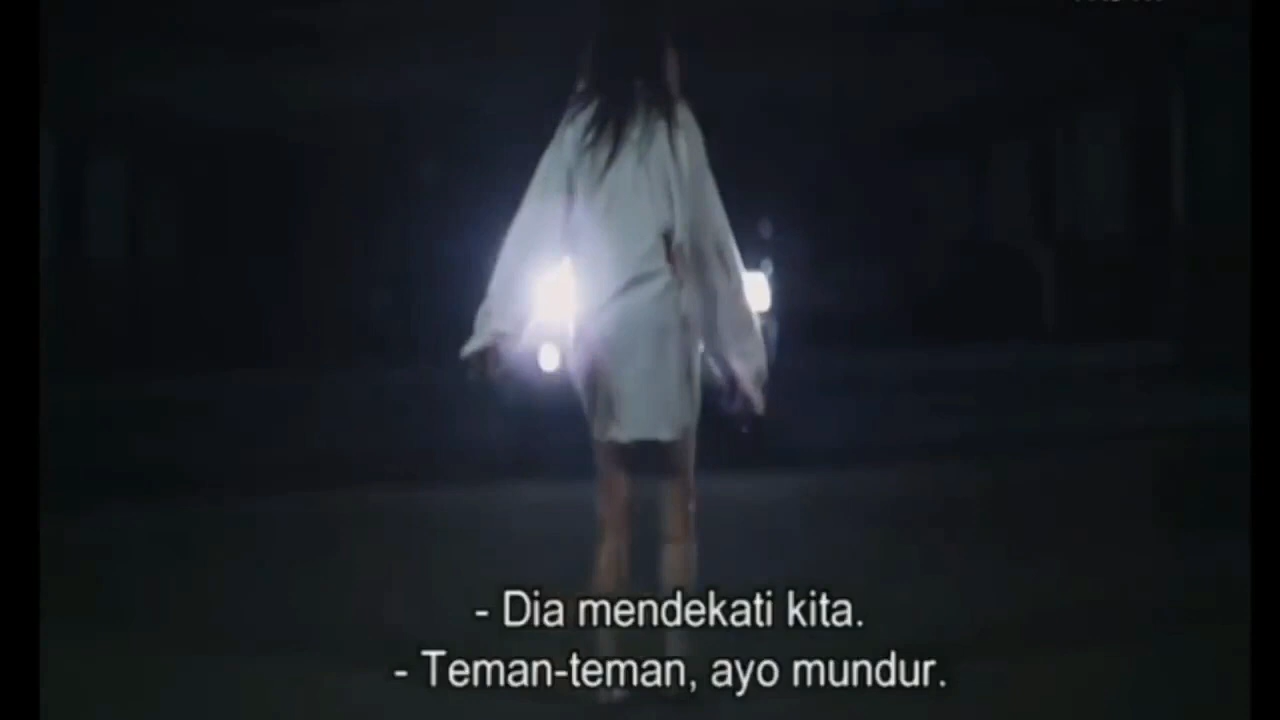 - Dia mendekati kita.
- Teman-teman, ayo mundur.